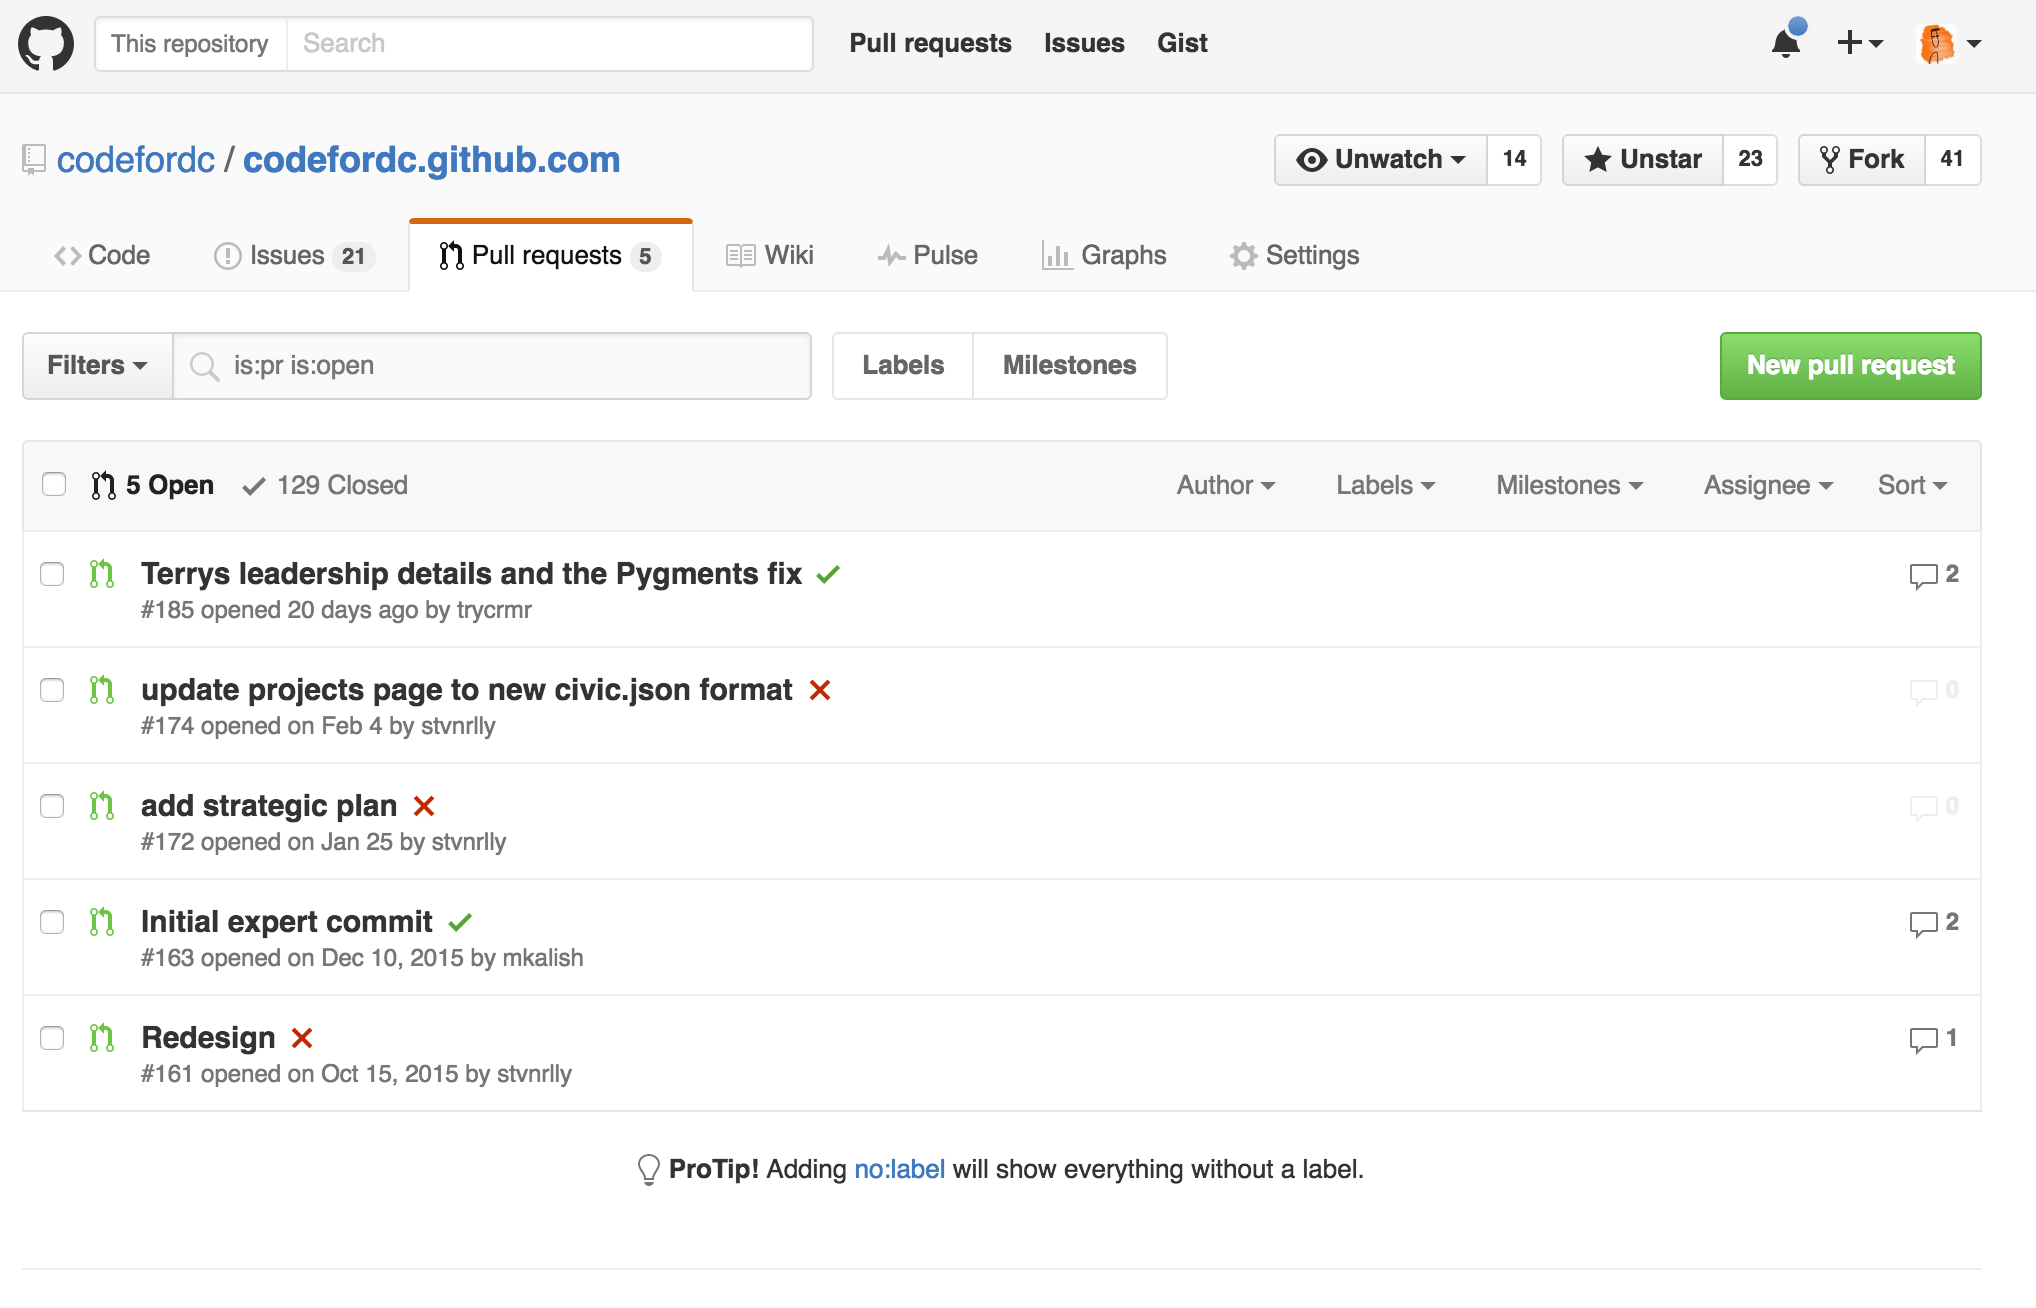 This repository Search Pull requests Issues Gist
codefordc / codefordc.github.com Unwatch 14 Unstar 23 Fork 41
Code Issues 21 Pull requests 5 Wiki Pulse Graphs Settings
Filters is:pr is:open Labels Milestones New pull request
5 Open 129 Closed Author Labels Milestones Assignee Sort
Terrys leadership details and the Pygments fix 2
#185 opened 20 days ago by trycrmr
update projects page to new civic.json format 0
#174 opened on Feb 4 by stvnrlly
add strategic plan 0
#172 opened on Jan 25 by stvnrlly
Initial expert commit 2
#163 opened on Dec 10, 2015 by mkalish
Redesign 1
#161 opened on Oct 15, 2015 by stvnrlly
ProTip! Adding no:label will show everything without a label.